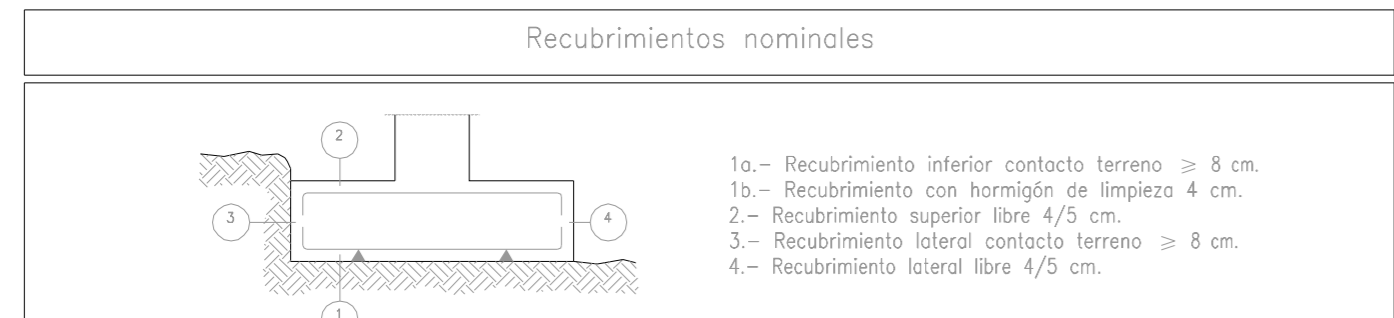 Recubrimientos nominales
2
3
4
1
1a.- Recubrimiento inferior contacto terreno ≥ 8 cm.
1b.- Recubrimiento con hormigón de limpieza 4 cm.
2.- Recubrimiento superior libre 4/5 cm.
3.- Recubrimiento lateral contacto terreno ≥ 8 cm.
4.- Recubrimiento lateral libre 4/5 cm.